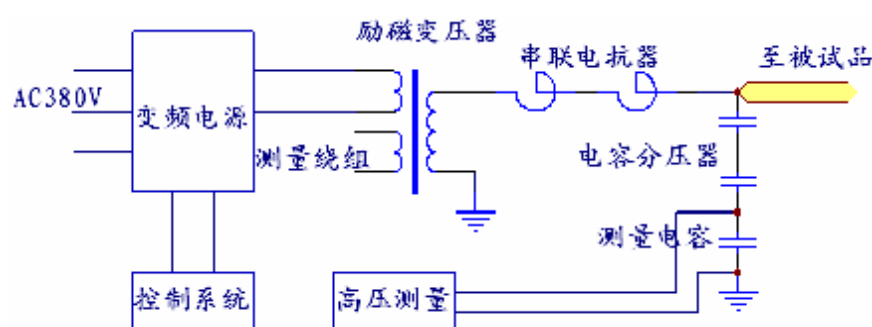 励磁变压器
串联电抗器
至被试品
AC380V
变频电源
测量绕组
电容分压器
测量电容
控制系统
高压测量